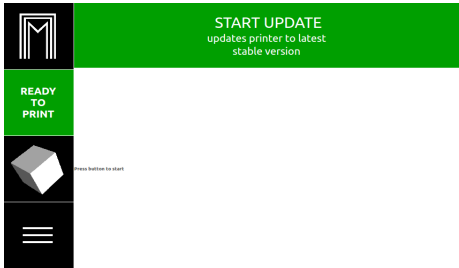 START UPDATE
updates printer to latest
stable version
READY
TO
PRINT
Press button to start